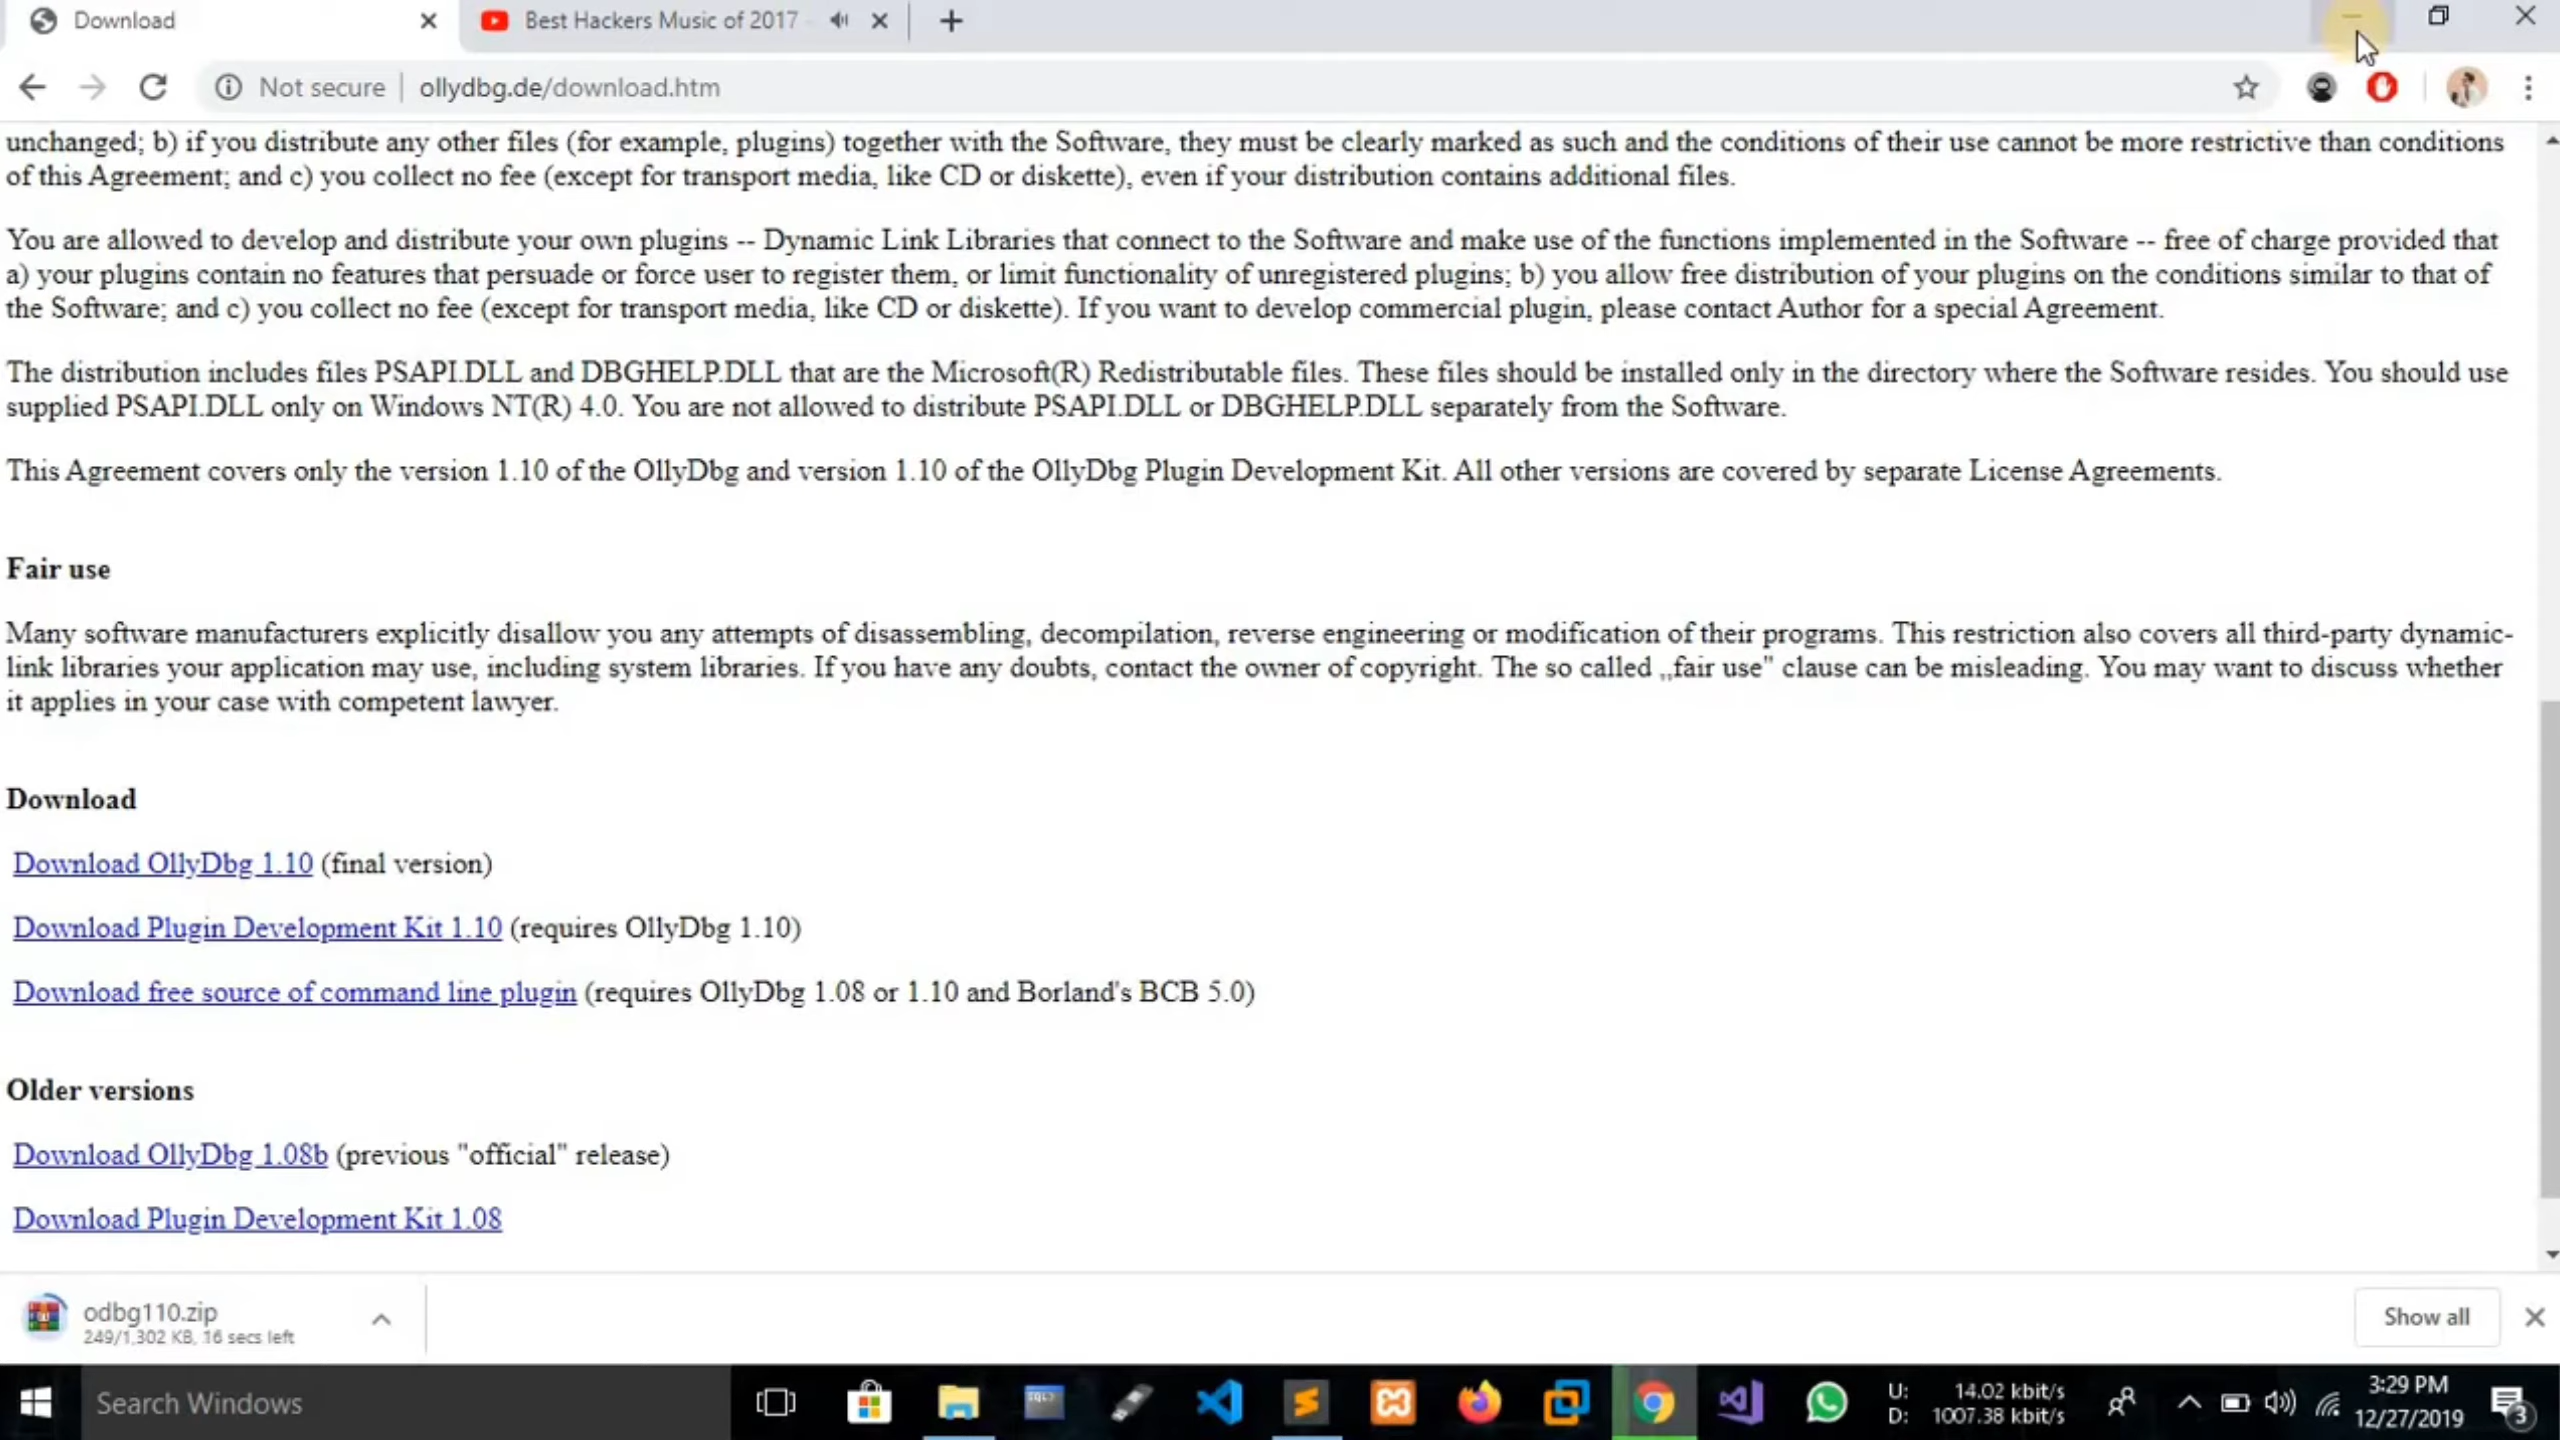 Download
Best Hackers Music of 2017
Not secure
ollydbg.de/download.htm
unchanged; b) if you distribute any other files (for example, plugins) together with the Software, they must be clearly marked as such and the conditions of their use cannot be more restrictive than conditions
of this Agreement; and c) you collect no fee (except for transport media, like CD or diskette), even if your distribution contains additional files.
You are allowed to develop and distribute your own plugins -- Dynamic Link Libraries that connect to the Software and make use of the functions implemented in the Software -- free of charge provided that
a) your plugins contain no features that persuade or force user to register them, or limit functionality of unregistered plugins; b) you allow free distribution of your plugins on the conditions similar to that of
the Software; and c) you collect no fee (except for transport media, like CD or diskette). If you want to develop commercial plugin, please contact Author for a special Agreement.
The distribution includes files PSAPI.DLL and DBGHELP.DLL that are the Microsoft(R) Redistributable files. These files should be installed only in the directory where the Software resides. You should use
supplied PSAPI.DLL only on Windows NT(R) 4.0. You are not allowed to distribute PSAPI.DLL or DBGHELP.DLL separately from the Software.
This Agreement covers only the version 1.10 of the OllyDbg and version 1.10 of the OllyDbg Plugin Development Kit. All other versions are covered by separate License Agreements.
Fair use
Many software manufacturers explicitly disallow you any attempts of disassembling, decompilation, reverse engineering or modification of their programs. This restriction also covers all third-party dynamic-
link libraries your application may use, including system libraries. If you have any doubts, contact the owner of copyright. The so called „fair use" clause can be misleading. You may want to discuss whether
it applies in your case with competent lawyer.
Download
Download OllyDbg 1.10 (final version)
Download Plugin Development Kit 1.10 (requires OllyDbg 1.10)
Download free source of command line plugin (requires OllyDbg 1.08 or 1.10 and Borland's BCB 5.0)
Older versions
Download OllyDbg 1.08b (previous "official" release)
Download Plugin Development Kit 1.08
odbg110.zip
249/1,302 KB, 16 secs left
Show all
Search Windows
U: 14.02 kbit/s
D: 1007.38 kbit/s
3:29 PM
12/27/2019
3